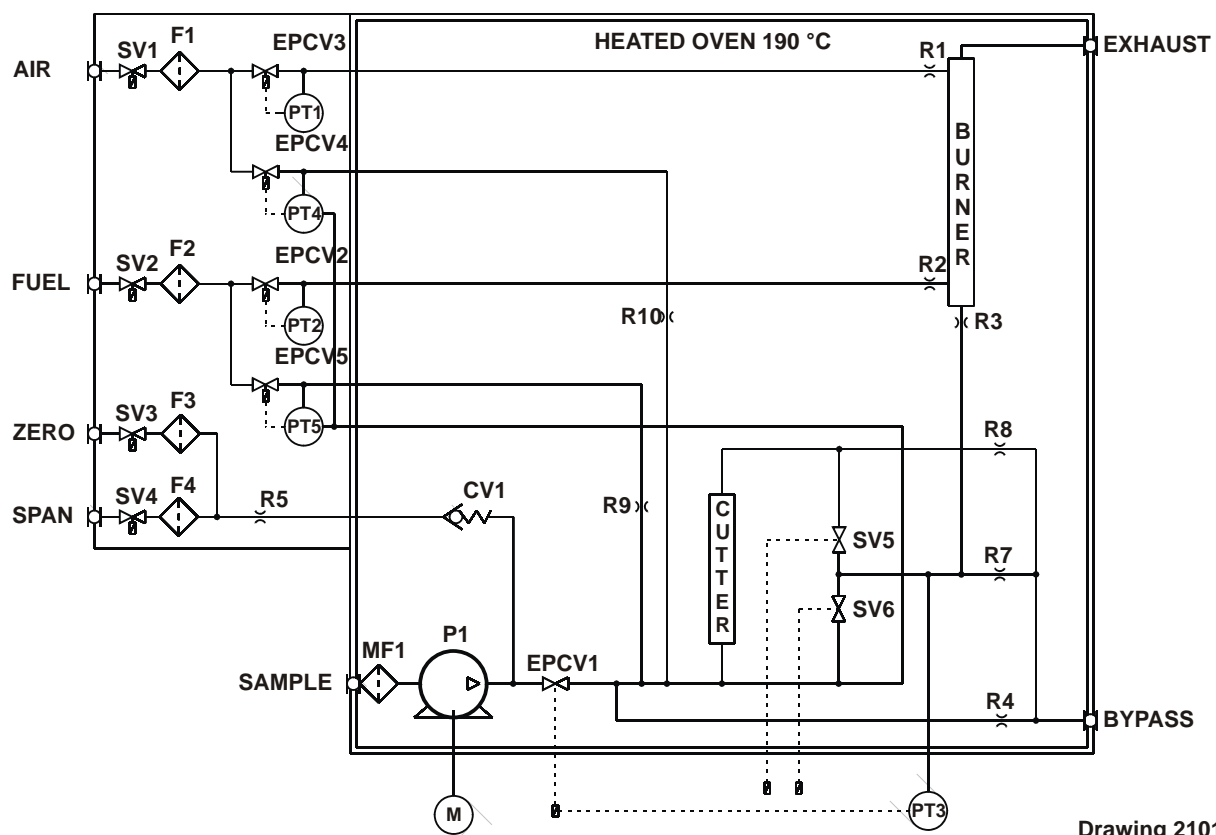 HEATED OVEN 190 °C
EXHAUST
AIR
SV1
F1
EPCV3
R1
PT1
EPCV4
BURNER
PT4
FUEL
SV2
F2
EPCV2
R2
R10
R3
PT2
EPCV5
ZERO
SV3
F3
PT5
R8
SPAN
SV4
F4
R5
CV1
R9
CUTTER
SV5
R7
SV6
SAMPLE
MF1
P1
EPCV1
R4
BYPASS
M
PT3
Drawing 2101